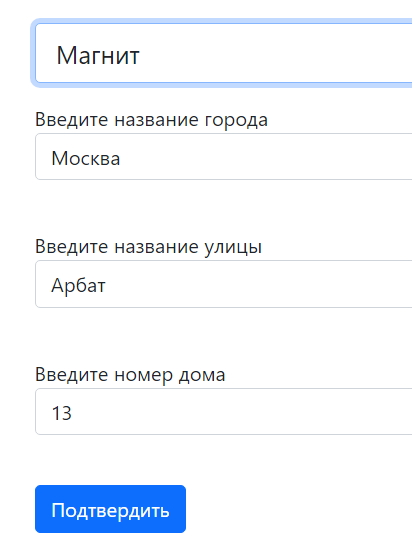 Магнит
Введите название города
Москва
Введите название улицы
Арбат
Введите номер дома
13
Подтвердить